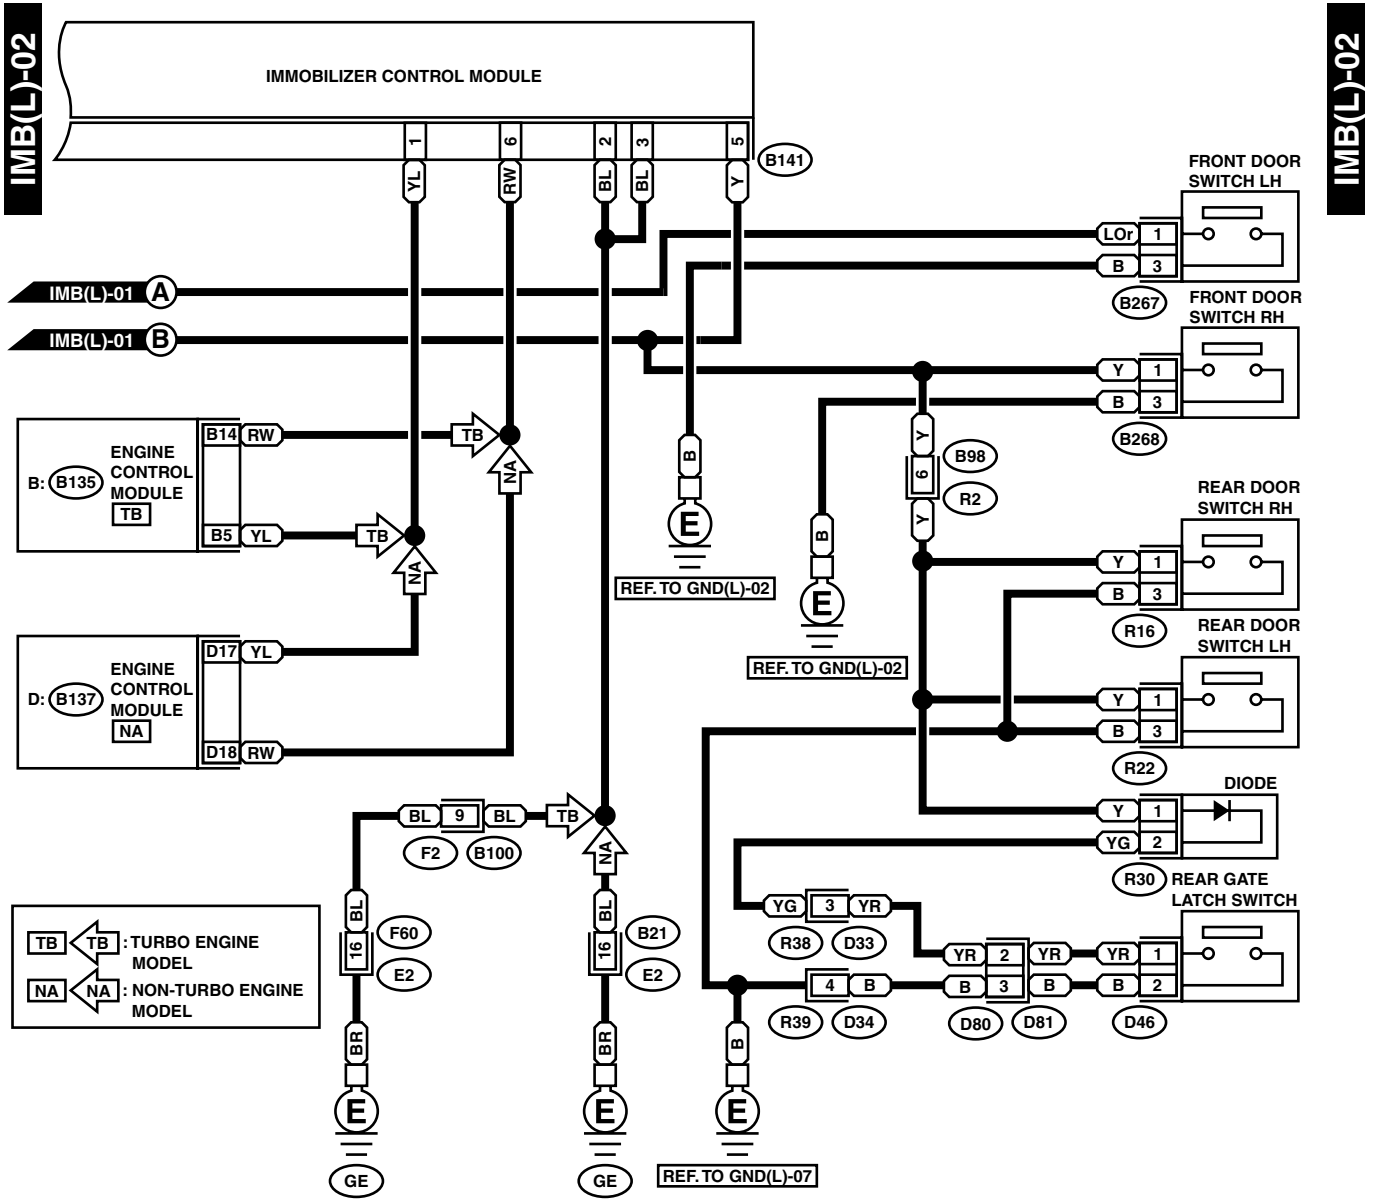 IMB(L)-02
IMB(L)-02
IMMOBILIZER CONTROL MODULE
1
6
2
3
5
B141
YL
RW
BL
BL
Y
FRONT DOOR
SWITCH LH
LOr
1
B
3
B267
IMB(L)-01
A
IMB(L)-01
B
FRONT DOOR
SWITCH RH
Y
1
B
3
B268
B14
RW
TB
NA
B:
B135
ENGINE
CONTROL
MODULE
TB
B5
YL
TB
NA
B
E
REF. TO GND(L)-02
Y
6
B98
R2
Y
B
E
REF. TO GND(L)-02
REAR DOOR
SWITCH RH
Y
1
B
3
R16
REAR DOOR
SWITCH LH
Y
1
B
3
R22
D17
YL
D:
B137
ENGINE
CONTROL
MODULE
NA
D18
RW
DIODE
Y
1
YG
2
R30
BL
9
BL
TB
F2
B100
NA
REAR GATE
LATCH SWITCH
YG
3
YR
R38
D33
YR
2
YR
YR
1
4
B
B
3
B
B
2
R39
D34
D80
D81
D46
BL
16
F60
E2
BR
E
GE
BL
16
B21
E2
BR
E
GE
B
E
REF. TO GND(L)-07
TB
TB
: TURBO ENGINE
MODEL
NA
NA
: NON-TURBO ENGINE
MODEL